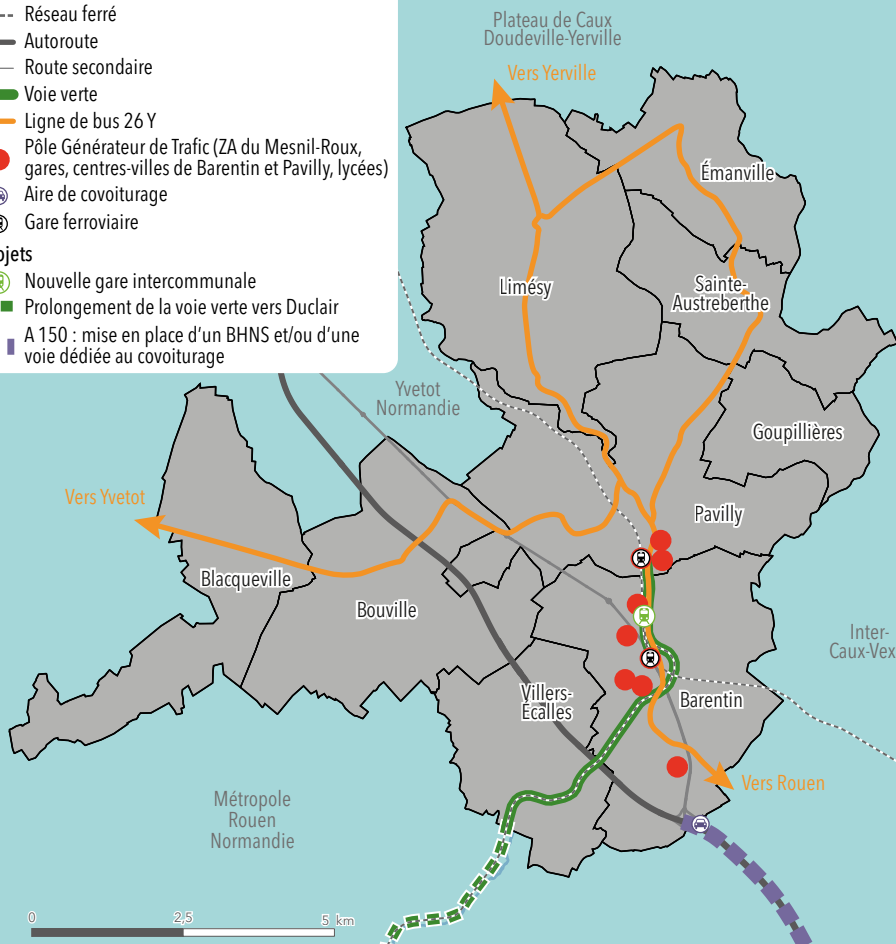 Réseau ferré
Autoroute
Route secondaire
Voie verte
Ligne de bus 26 Y
Pôle Générateur de Trafic (ZA du Mesnil-Roux,
gares, centres-villes de Barentin et Pavilly, lycées)
Aire de covoiturage
Gare ferroviaire
ojets
Nouvelle gare intercommunale
Prolongement de la voie verte vers Duclair
A 150 : mise en place d'un BHNS et/ou d'une
voie dédiée au covoiturage
Plateau de Caux
Doudeville-Yerville
Vers Yerville
Émanville
Limésy
Sainte-
Austreberthe
Yvetot
Normandie
Goupillières
Vers Yvetot
Pavilly
Blacqueville
Bouville
Inter-
Caux-Vex
Villers-
Écalles
Barentin
Vers Rouen
Métropole
Rouen
Normandie
0 2,5 5 km